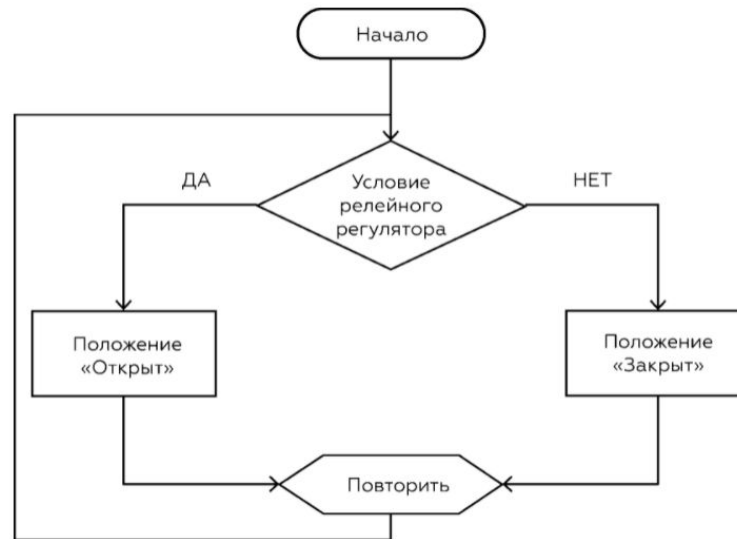 Начало
ДА
НЕТ
Условие
релейного
регулятора
Положение
«Открыт»
Положение
«Закрыт»
Повторить